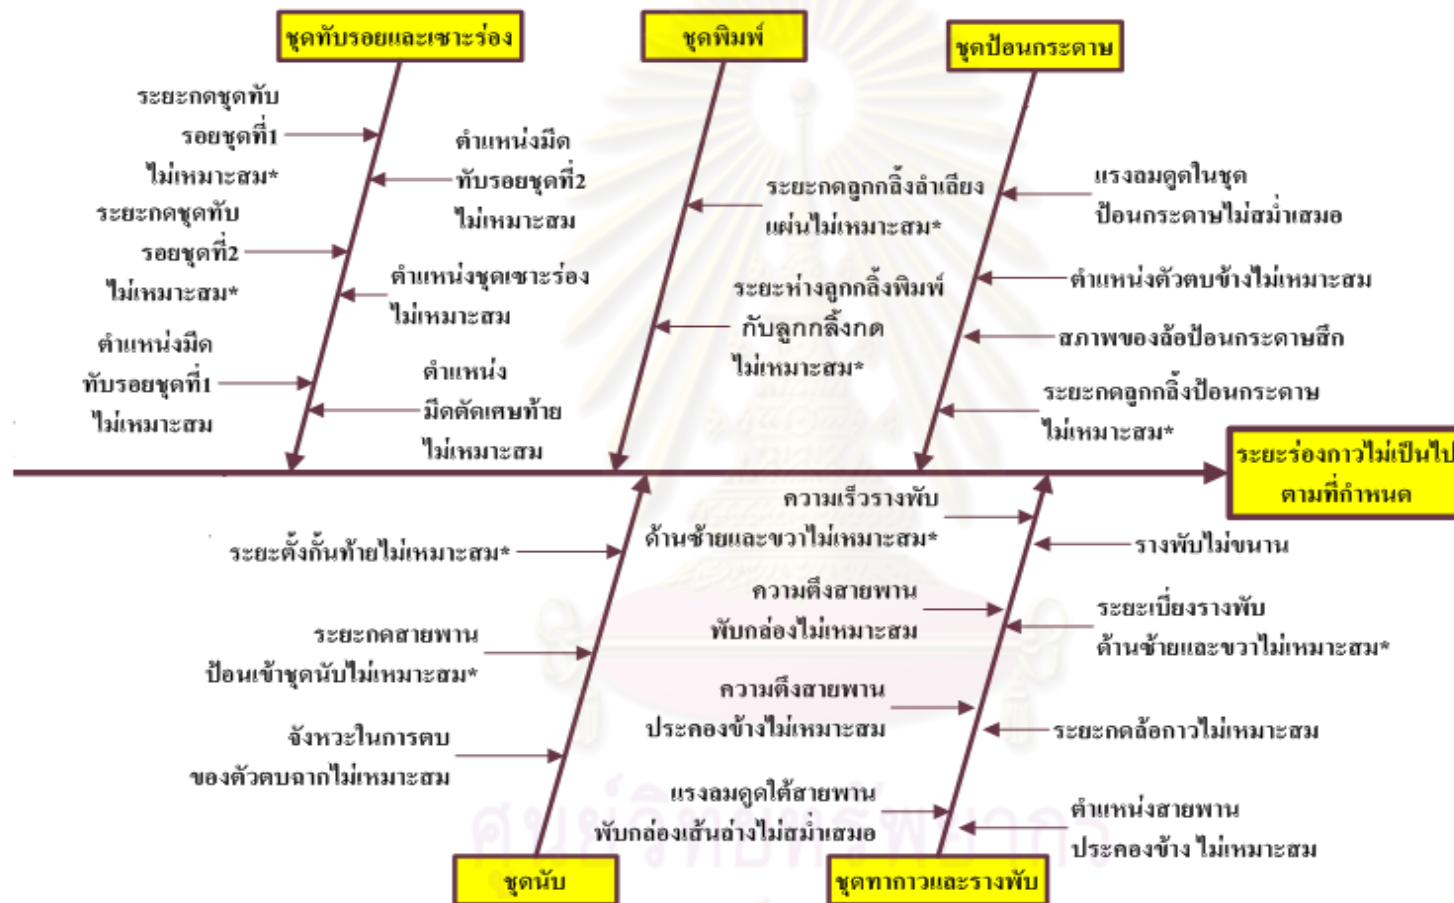 ชุดทับรอยและเซาะร่อง
ชุดพิมพ์
ชุดป้อนกระดาษ
ระยะกดชุดทับ
รอยชุดที่1
ไม่เหมาะสม*
ระยะกดชุดทับ
รอยชุดที่2
ไม่เหมาะสม*
ตำแหน่งมีด
ทับรอยชุดที่1
ไม่เหมาะสม
ตำแหน่งมีด
ทับรอยชุดที่2
ไม่เหมาะสม
ตำแหน่งชุดเซาะร่อง
ไม่เหมาะสม
ตำแหน่ง
มีดตัดเศษท้าย
ไม่เหมาะสม
ระยะกดลูกกลิ้งลำเลียง
แผ่นไม่เหมาะสม*
ระยะห่างลูกกลิ้งพิมพ์
กับลูกกลิ้งกด
ไม่เหมาะสม*
แรงลมดูดในชุด
ป้อนกระดาษไม่สม่ำเสมอ
ตำแหน่งตัวตบข้างไม่เหมาะสม
สภาพของล้อป้อนกระดาษสึก
ระยะกดลูกกลิ้งป้อนกระดาษ
ไม่เหมาะสม*
ระยะร่องกาวไม่เป็นไป
ตามที่กำหนด
ระยะตั้งกั้นท้ายไม่เหมาะสม*
ระยะกดสายพาน
ป้อนเข้าชุดนับไม่เหมาะสม*
จังหวะในการตบ
ของตัวตบฉากไม่เหมาะสม
ความเร็วรางพับ
ด้านซ้ายและขวาไม่เหมาะสม*
ความตึงสายพาน
พับกล่องไม่เหมาะสม
ความตึงสายพาน
ประคองข้างไม่เหมาะสม
แรงลมดูดใต้สายพาน
พับกล่องเส้นล่างไม่สม่ำเสมอ
รางพับไม่ขนาน
ระยะเบี่ยงรางพับ
ด้านซ้ายและขวาไม่เหมาะสม*
ระยะกดล้อกาวไม่เหมาะสม
ตำแหน่งสายพาน
ประคองข้าง ไม่เหมาะสม
ศูนย์วิทยทรัพยากร
ชุดนับ
ชุดทากาวและรางพับ